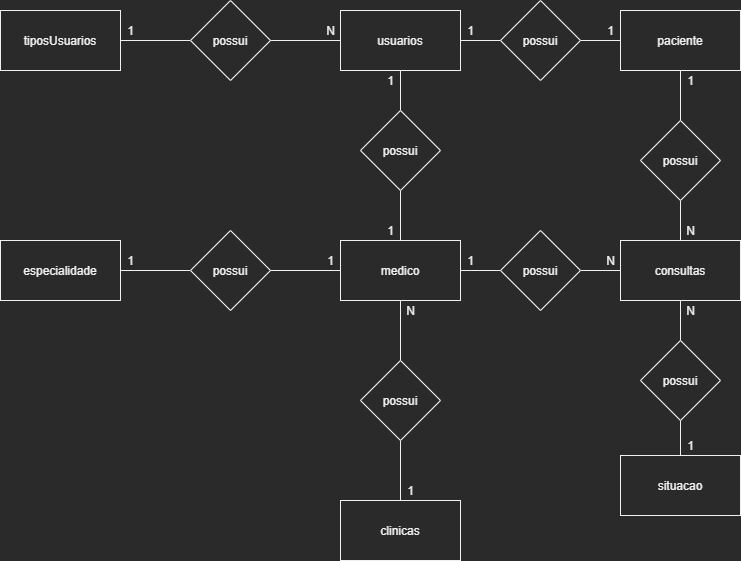 tiposUsuarios 1 possui N usuarios 1 possui 1 paciente
1 1
possui possui
1 N
especialidade 1 possui 1 medico 1 possui N consultas
N N
possui possui
1 1
situacao
clinicas